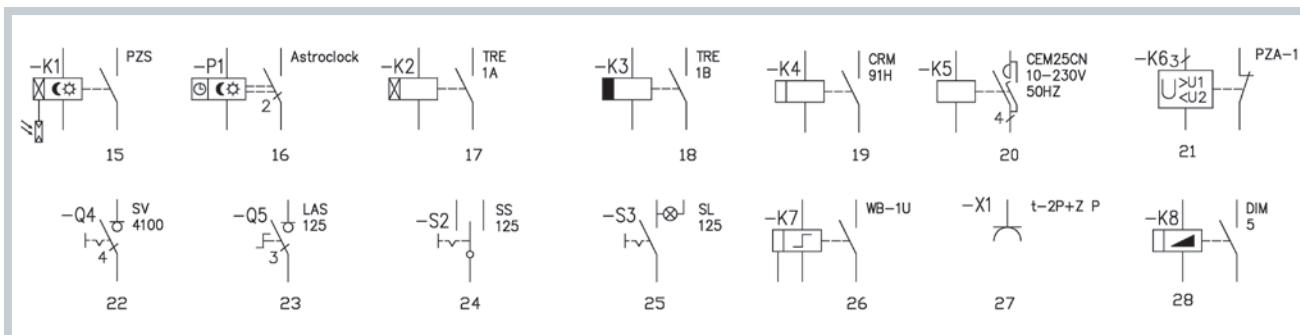 -K1 PZS
15
-P1 Astroclock
2
16
-K2 TRE
1A
17
-K3 TRE
1B
18
-K4 CRM
91H
19
-K5 CEM25CN
10-230V
50HZ
4
20
-K6 3 PZA-1
U >U1
<U2
21
-Q4 SV
4100
4
22
-Q5 LAS
125
3
23
-S2 SS
125
24
-S3 SL
125
25
-K7 WB-1U
26
-X1 t-2P+Z P
27
-K8 DIM
5
28